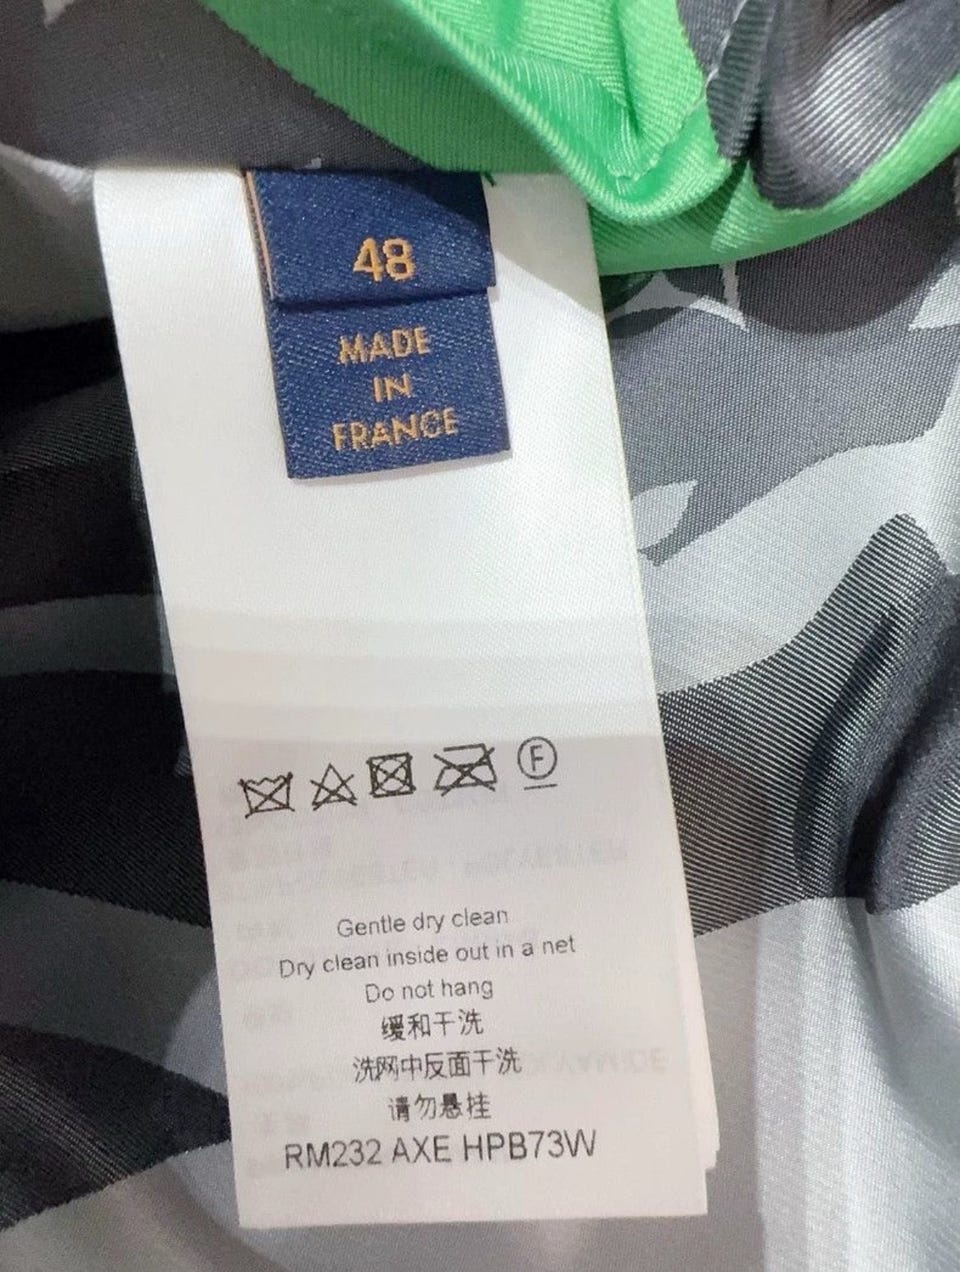 48
MADE
IN
FRANCE
F
Gentle dry clean
Dry clean inside out in a net
Do not hang
缓和干洗
洗网中反面干洗
请勿悬挂
RM232 AXE HPB73W